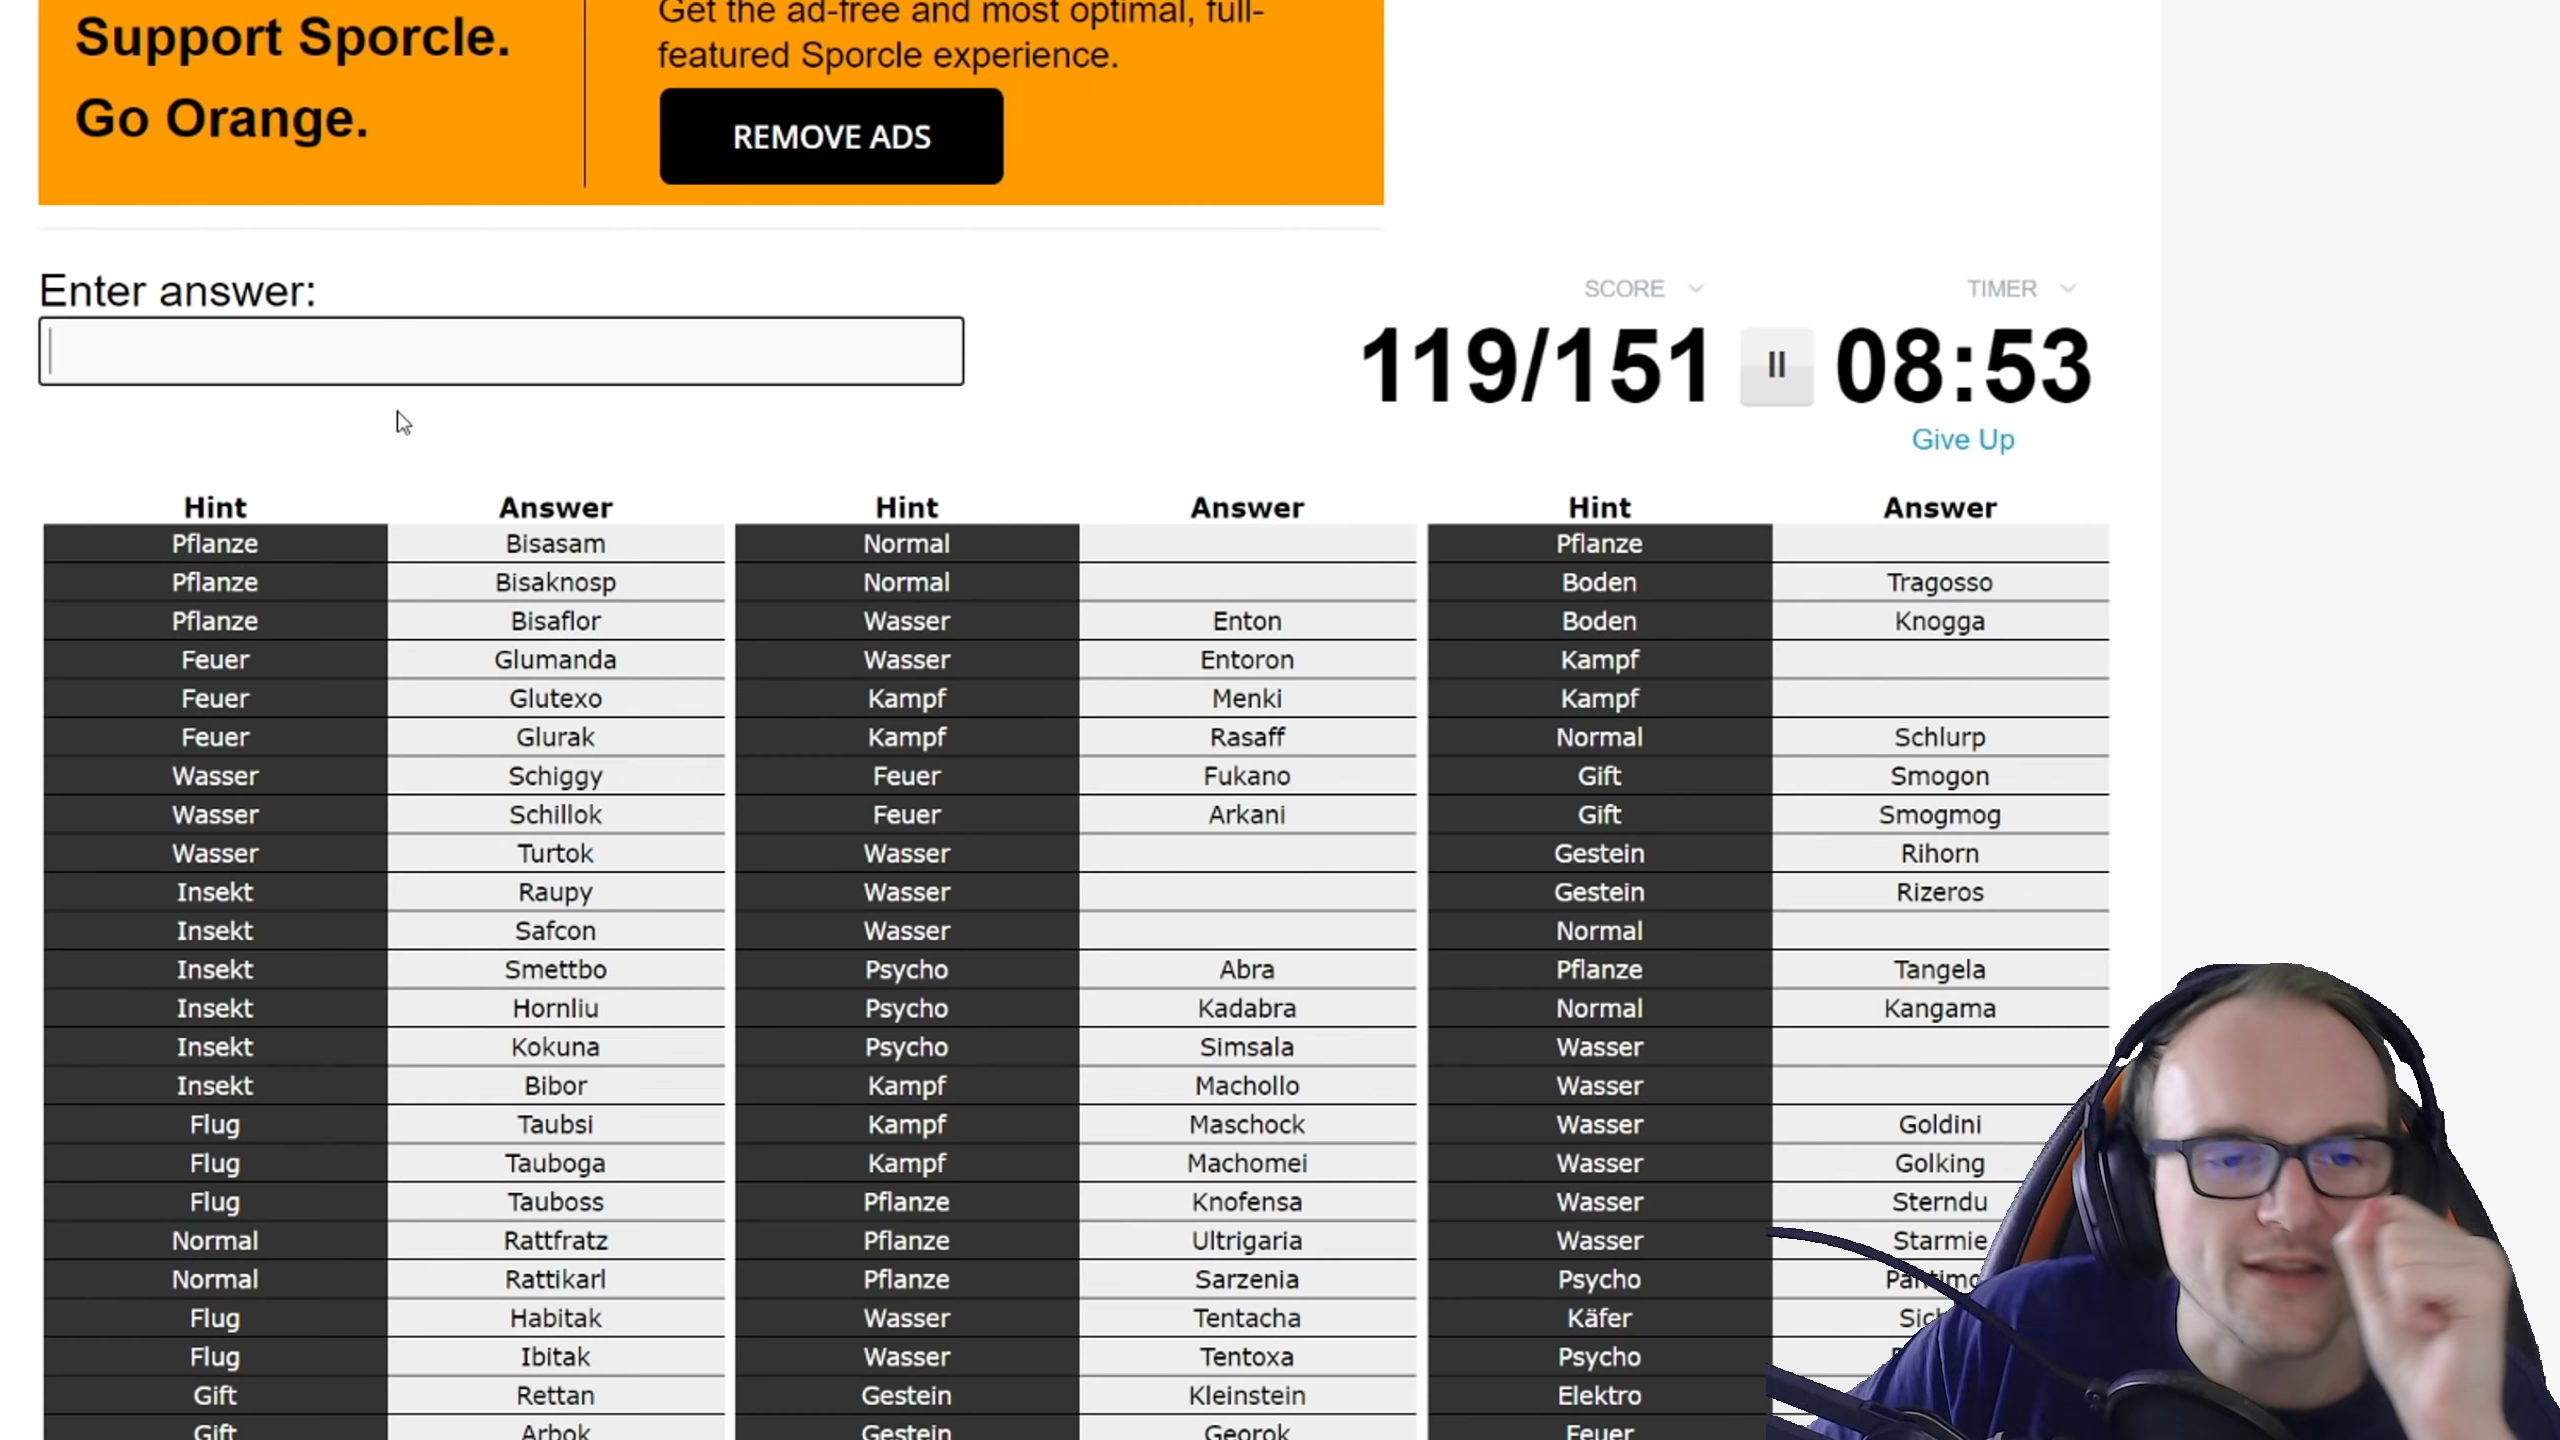 Support Sporcle.
Go Orange.
Get the ad-free and most optimal, full-
featured Sporcle experience.
REMOVE ADS
Enter answer:
SCORE
TIMER
119/151
08:53
Give Up
Hint Answer Hint Answer Hint Answer
Pflanze Bisasam Normal Pflanze
Pflanze Bisaknosp Normal Boden Tragosso
Pflanze Bisaflor Wasser Enton Boden Knogga
Feuer Glumanda Wasser Entoron Kampf
Feuer Glutexo Kampf Menki Kampf
Feuer Glurak Kampf Rasaff Normal Schlurp
Wasser Schiggy Feuer Fukano Gift Smogon
Wasser Schillok Feuer Arkani Gift Smogmog
Wasser Turtok Wasser Gestein Rihorn
Insekt Raupy Wasser Gestein Rizeros
Insekt Safcon Wasser Normal
Insekt Smettbo Psycho Abra Pflanze Tangela
Insekt Hornliu Psycho Kadabra Normal Kangama
Insekt Kokuna Psycho Simsala Wasser
Insekt Bibor Kampf Machollo Wasser
Flug Taubsi Kampf Maschock Wasser Goldini
Flug Tauboga Kampf Machomei Wasser Golking
Flug Tauboss Pflanze Knofensa Wasser Sterndu
Normal Rattfratz Pflanze Ultrigaria Wasser Starmie
Normal Rattikarl Pflanze Sarzenia Psycho
Flug Habitak Wasser Tentacha Käfer
Flug Ibitak Wasser Tentoxa Psycho
Gift Rettan Gestein Kleinstein Elektro
Gift Arbok Gestein Georok Feuer